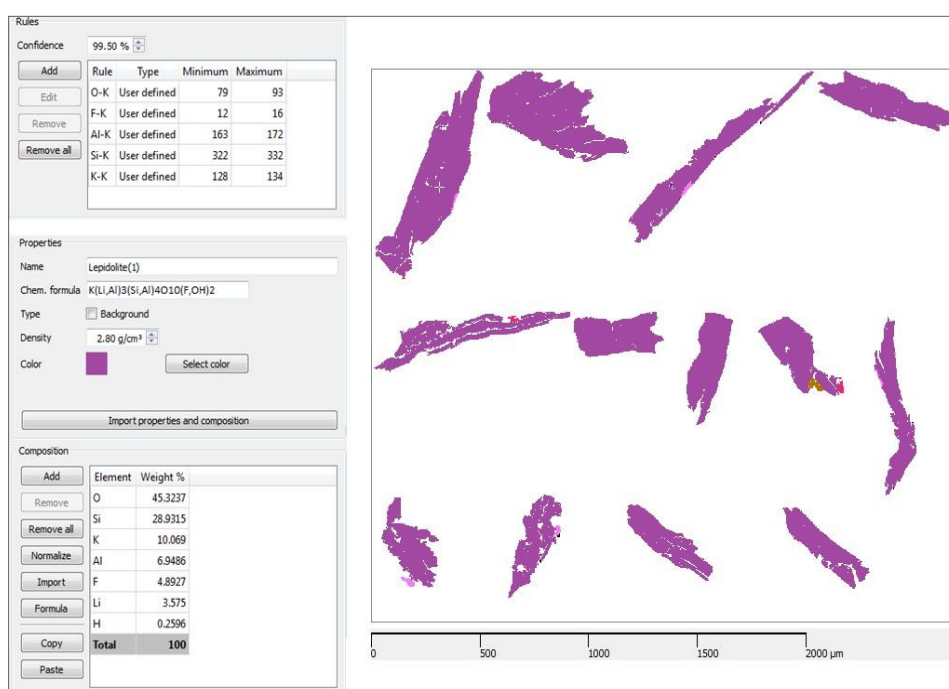 Rules
Confidence 99.50 %
Add
Edit
Remove
Remove all
Rule Type Minimum Maximum
O-K User defined 79 93
F-K User defined 12 16
Al-K User defined 163 172
Si-K User defined 322 332
K-K User defined 128 134
Properties
Name Lepidolite(1)
Chem. formula K(Li,Al)3(Si,Al)4O10(F,OH)2
Type Background
Density 2.80 g/cm³
Color Select color
Import properties and composition
Composition
Add
Remove
Remove all
Normalize
Import
Formula
Copy
Paste
Element Weight %
O 45.3237
Si 28.9315
K 10.069
Al 6.9486
F 4.8927
Li 3.575
H 0.2596
Total 100
0 500 1000 1500 2000 µm